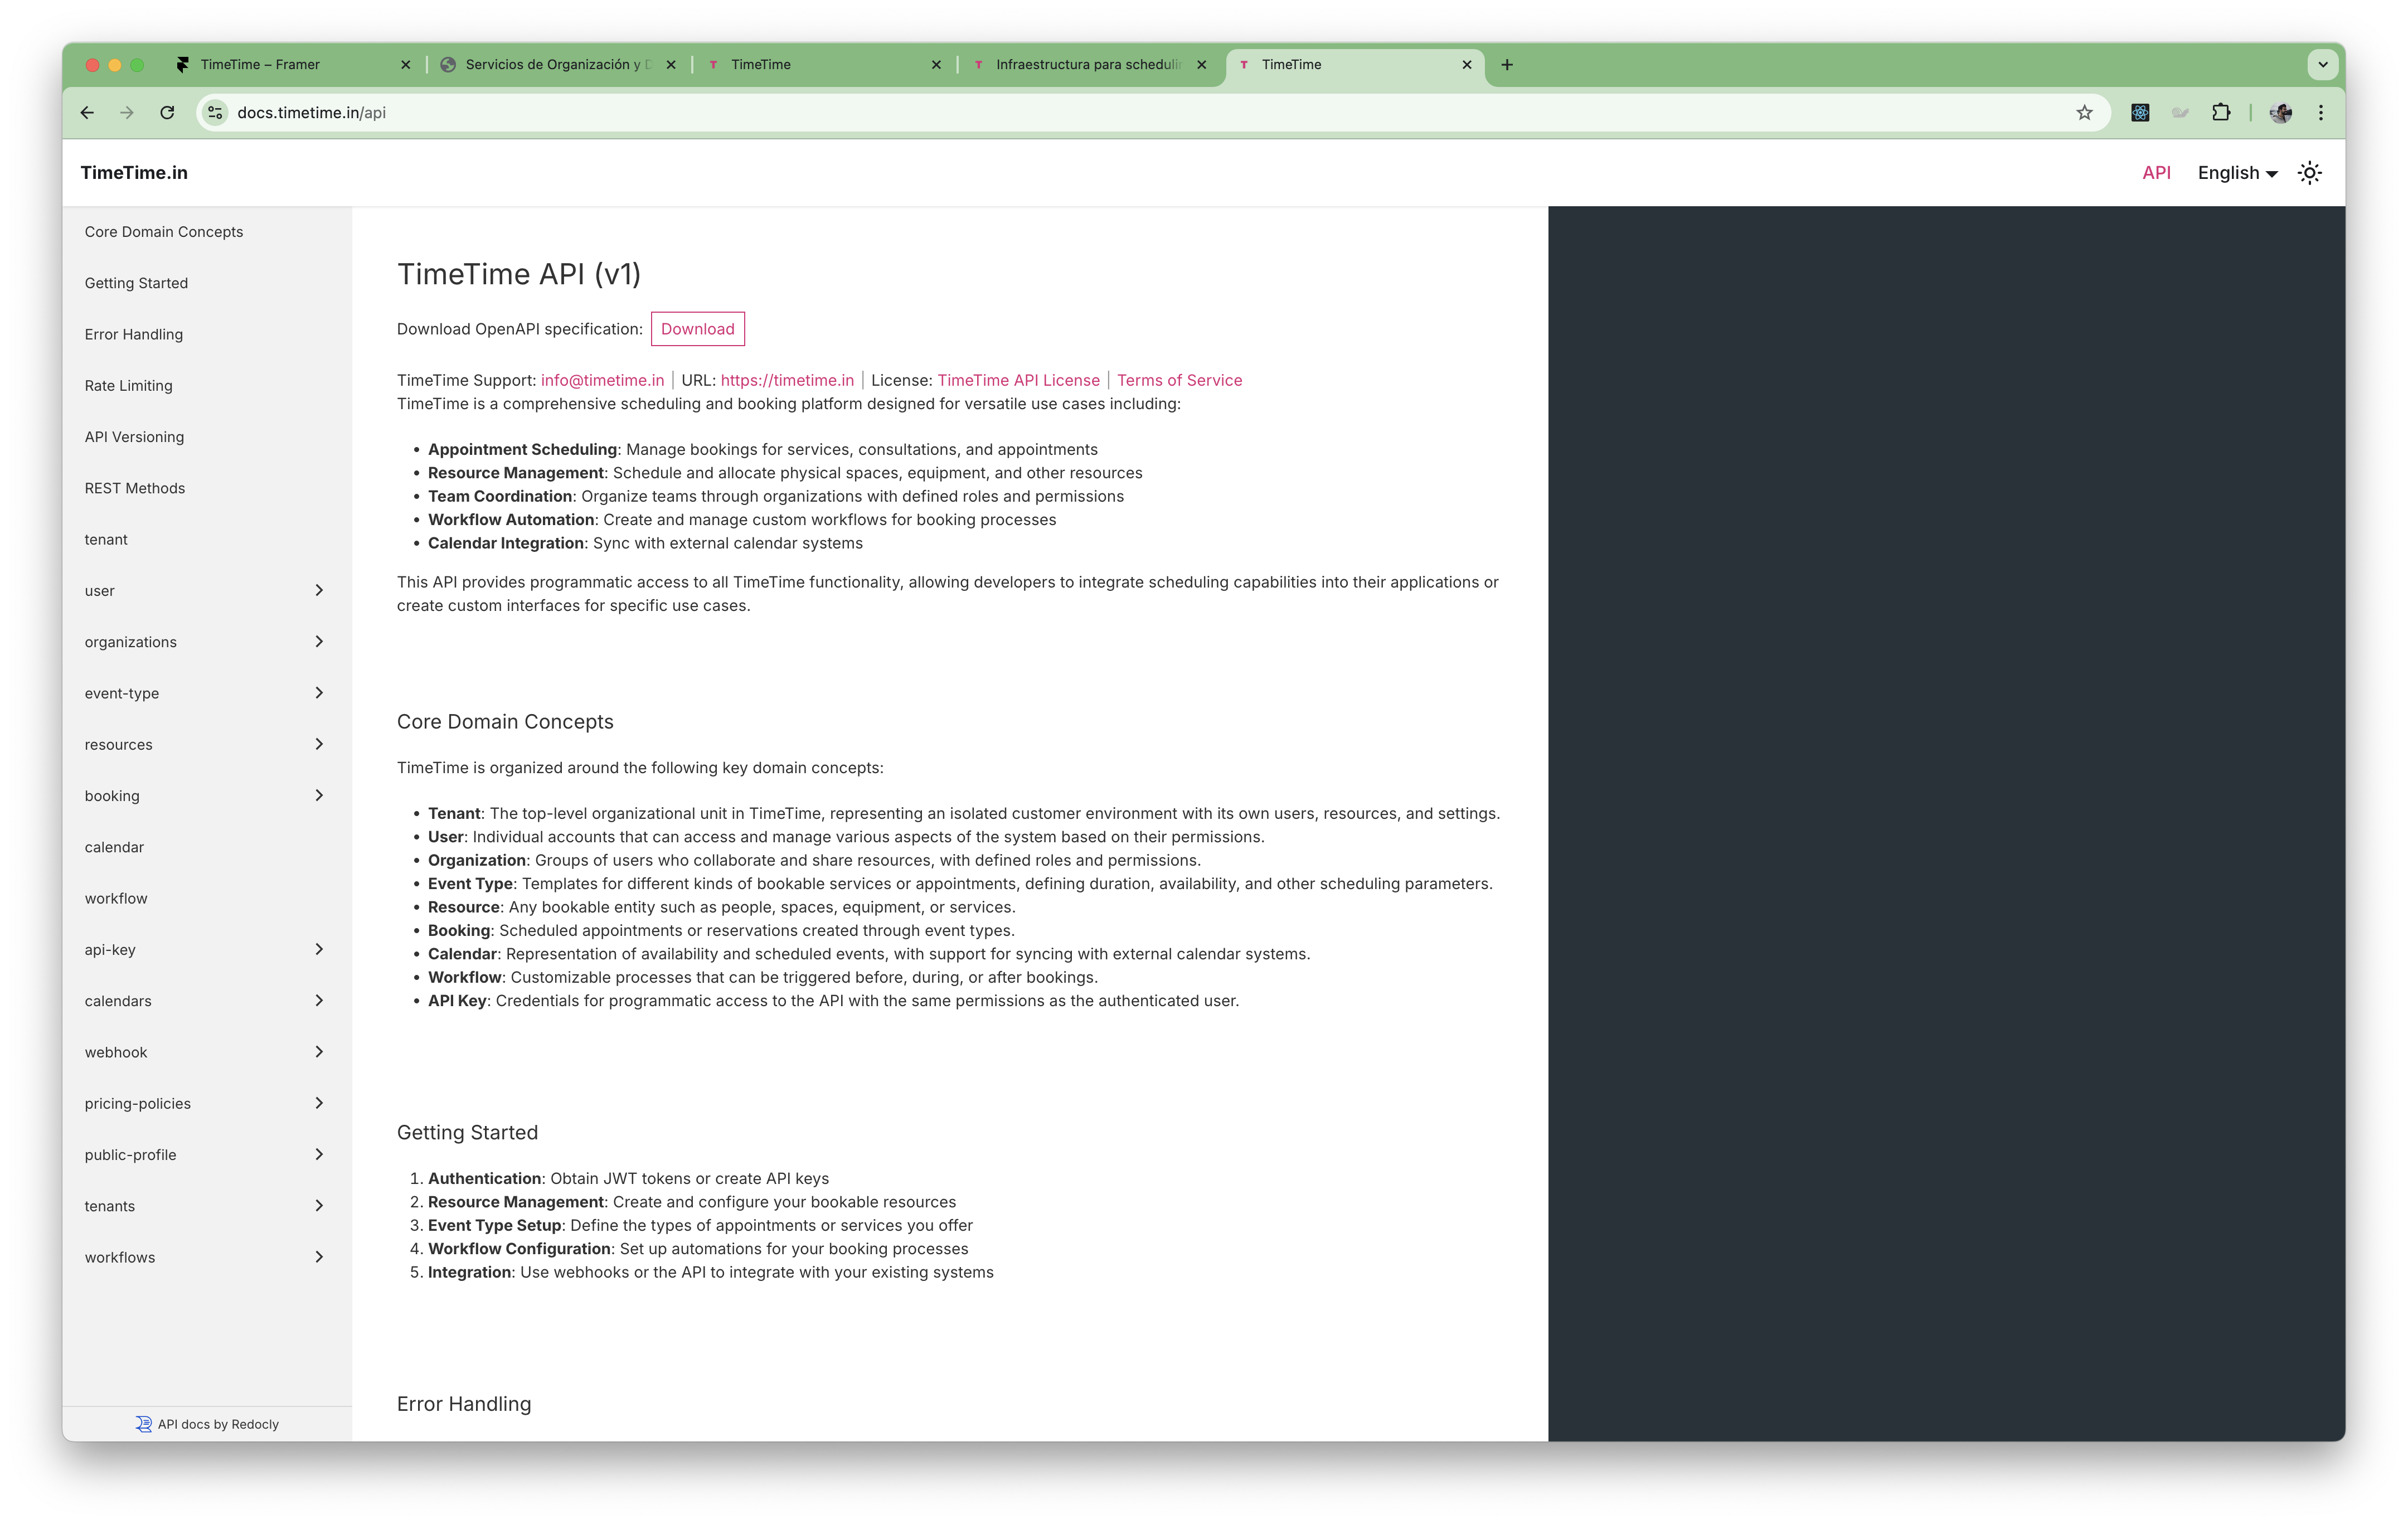 TimeTime – Framer
Servicios de Organización y
TimeTime
Infraestructura para
TimeTime
docs.timetime.in/api
TimeTime.in
API
English
Core Domain Concepts
Getting Started
Error Handling
Rate Limiting
API Versioning
REST Methods
tenant
user
organizations
event-type
resources
booking
calendar
workflow
api-key
calendars
webhook
pricing-policies
public-profile
tenants
workflows
API docs by Redocly
TimeTime API (v1)
Download OpenAPI specification: Download
TimeTime Support: info@timetime.in | URL: https://timetime.in | License: TimeTime API License | Terms of Service
TimeTime is a comprehensive scheduling and booking platform designed for versatile use cases including:
• Appointment Scheduling: Manage bookings for services, consultations, and appointments
• Resource Management: Schedule and allocate physical spaces, equipment, and other resources
• Team Coordination: Organize teams through organizations with defined roles and permissions
• Workflow Automation: Create and manage custom workflows for booking processes
• Calendar Integration: Sync with external calendar systems
This API provides programmatic access to all TimeTime functionality, allowing developers to integrate scheduling capabilities into their applications or
create custom interfaces for specific use cases.
Core Domain Concepts
TimeTime is organized around the following key domain concepts:
• Tenant: The top-level organizational unit in TimeTime, representing an isolated customer environment with its own users, resources, and settings.
• User: Individual accounts that can access and manage various aspects of the system based on their permissions.
• Organization: Groups of users who collaborate and share resources, with defined roles and permissions.
• Event Type: Templates for different kinds of bookable services or appointments, defining duration, availability, and other scheduling parameters.
• Resource: Any bookable entity such as people, spaces, equipment, or services.
• Booking: Scheduled appointments or reservations created through event types.
• Calendar: Representation of availability and scheduled events, with support for syncing with external calendar systems.
• Workflow: Customizable processes that can be triggered before, during, or after bookings.
• API Key: Credentials for programmatic access to the API with the same permissions as the authenticated user.
Getting Started
1. Authentication: Obtain JWT tokens or create API keys
2. Resource Management: Create and configure your bookable resources
3. Event Type Setup: Define the types of appointments or services you offer
4. Workflow Configuration: Set up automations for your booking processes
5. Integration: Use webhooks or the API to integrate with your existing systems
Error Handling